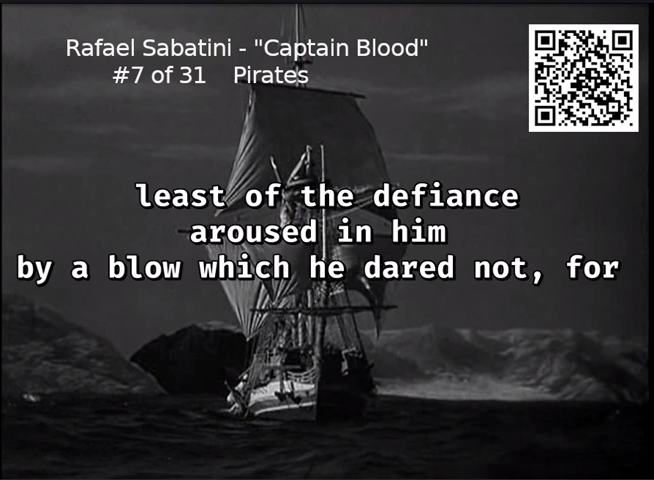 Rafael Sabatini - "Captain Blood"
#7 of 31    Pirates
least of the defiance
aroused in him
by a blow which he dared not, for